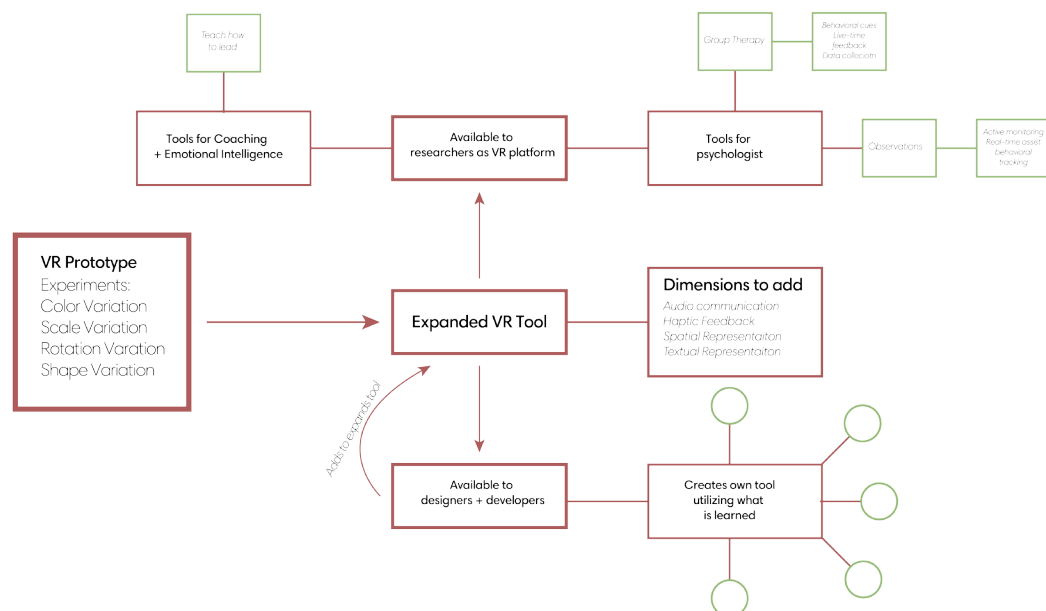 Teach how
to lead
Group Therapy
Behavioral cues
Live-time
feedback
Data colleciotn
Tools for Coaching
+ Emotional Intelligence
Available to
researchers as VR platform
Tools for
psychologist
Observations
Active monitoring
Real-time assist
behavioral
tracking
VR Prototype
Experiments:
Color Variation
Scale Variation
Rotation Varation
Shape Variation
Expanded VR Tool
Dimensions to add
Audio communication
Haptic Feedback
Spatial Representaiton
Textual Representaiton
Adds to expands tool
Available to
designers + developers
Creates own tool
utilizing what
is learned